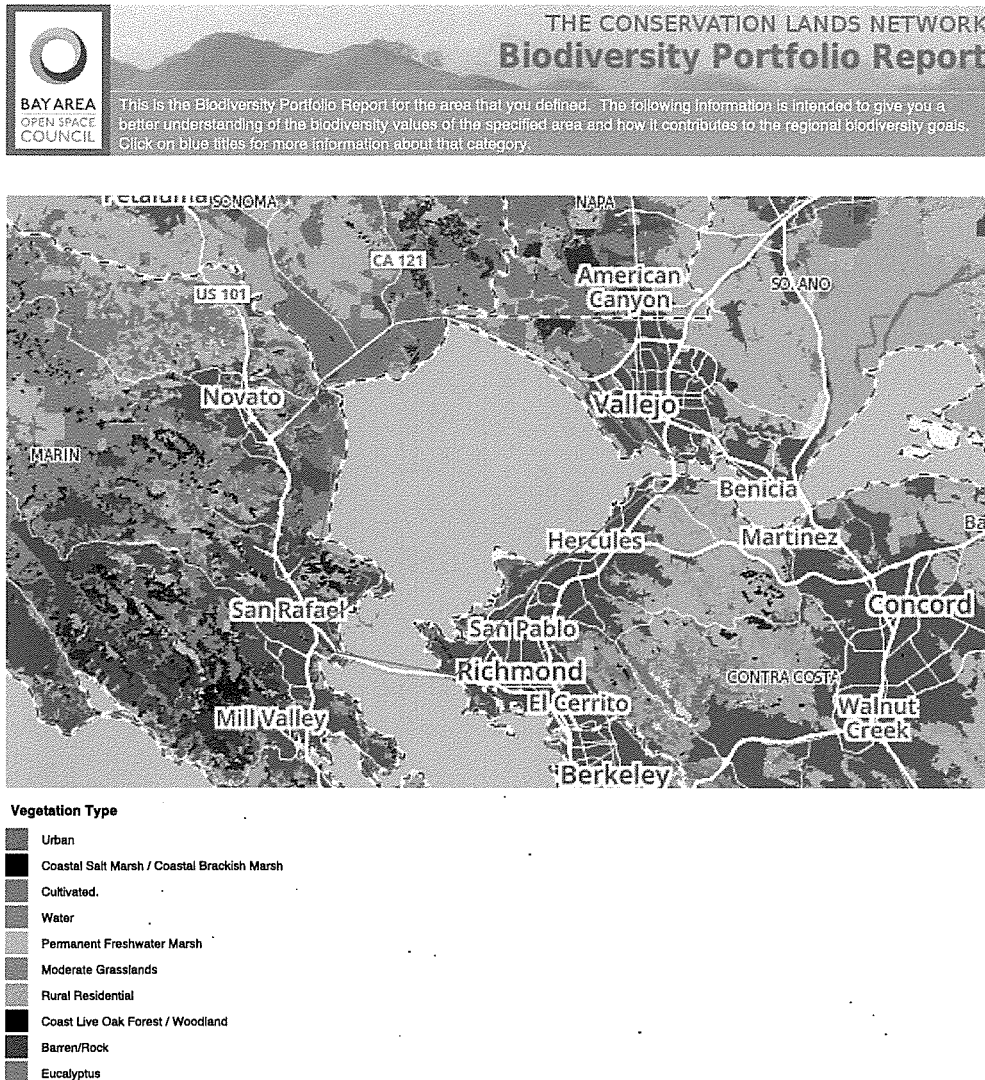 BAY AREA
OPEN SPACE
COUNCIL
THE CONSERVATION LANDS NETWORK
Biodiversity Portfolio Report
This is the Biodiversity Portfolio Report for the area that you defined. The following information is intended to give you a
better understanding of the biodiversity values of the specified area and how it contributes to the regional biodiversity goals.
Click on blue titles for more information about that category.
Petaluma
SONOMA
NAPA
CA 121
American
Canyon
SOLANO
US 101
Novato
Vallejo
MARIN
Benicia
Ba
Hercules
Martinez
San Rafael
Concord
San Pablo
Richmond
CONTRA COSTA
El Cerrito
Walnut
Creek
Mill Valley
Berkeley
Vegetation Type
Urban
Coastal Salt Marsh / Coastal Brackish Marsh
Cultivated
Water
Permanent Freshwater Marsh
Moderate Grasslands
Rural Residential
Coast Live Oak Forest / Woodland
Barren/Rock
Eucalyptus